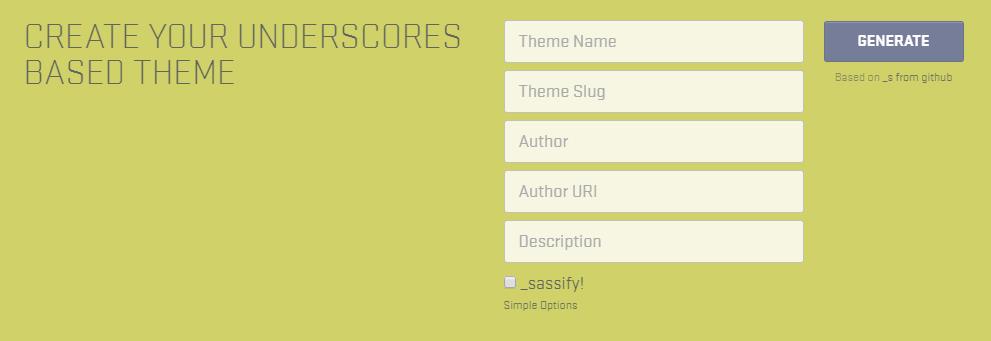 CREATE YOUR UNDERSCORES
BASED THEME
Theme Name
Theme Slug
Author
Author URI
Description
_sassify!
Simple Options
GENERATE
Based on _s from github